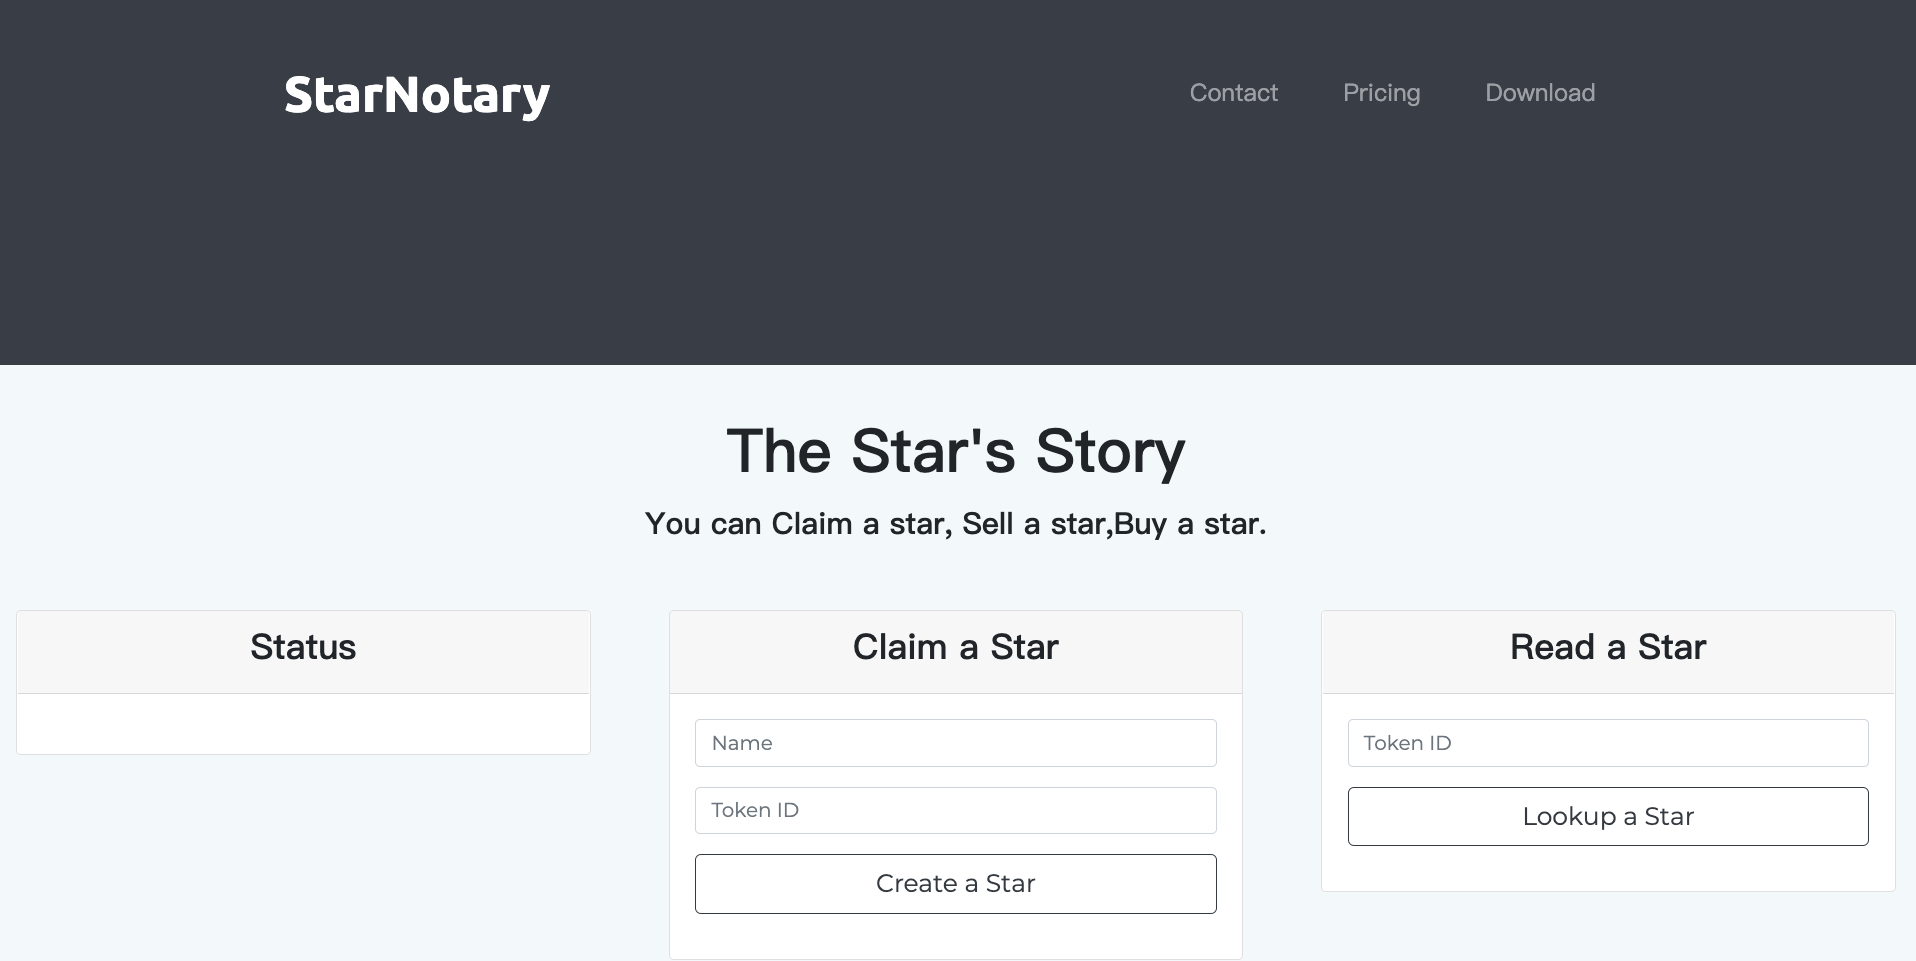 StarNotary
Contact Pricing Download
The Star's Story
You can Claim a star, Sell a star,Buy a star.
Status
Claim a Star
Name
Token ID
Create a Star
Read a Star
Token ID
Lookup a Star